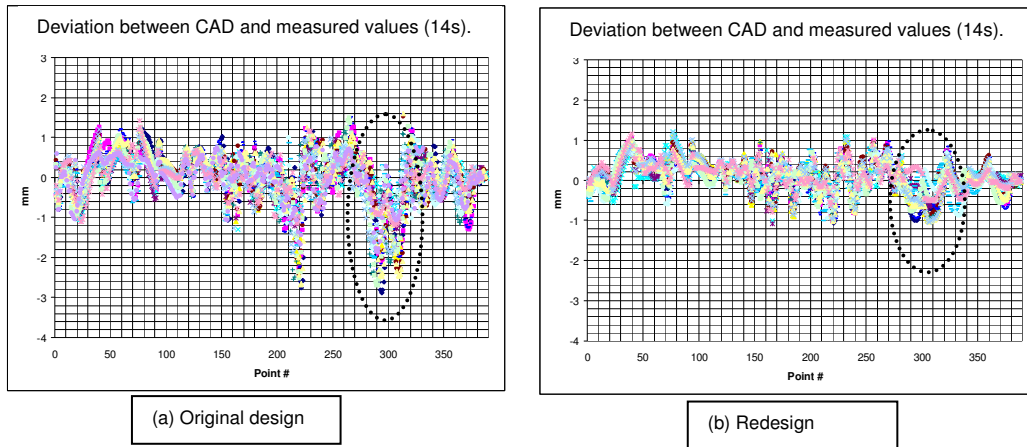 Deviation between CAD and measured values (14s).
3
2
1
0
-1
-2
-3
-4
mm
0 50 100 150 200 250 300 350
Point #
(a) Original design
Deviation between CAD and measured values (14s).
3
2
1
0
-1
-2
-3
-4
mm
0 50 100 150 200 250 300 350
Point #
(b) Redesign